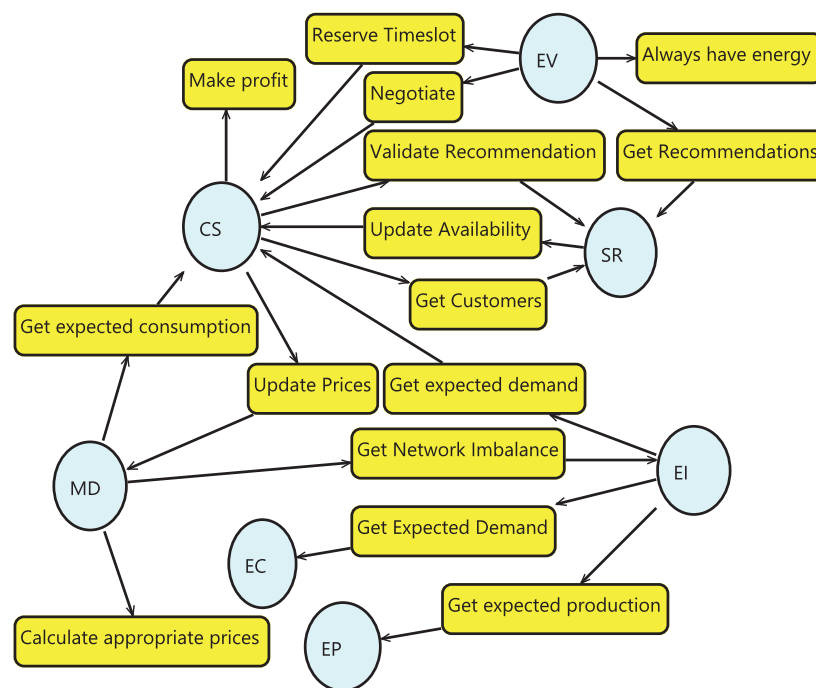 Reserve Timeslot
EV
Always have energy
Make profit
Negotiate
Validate Recommendation
Get Recommendations
CS
Update Availability
SR
Get Customers
Get expected consumption
Update Prices
Get expected demand
Get Network Imbalance
MD
EI
Get Expected Demand
EC
Get expected production
Calculate appropriate prices
EP